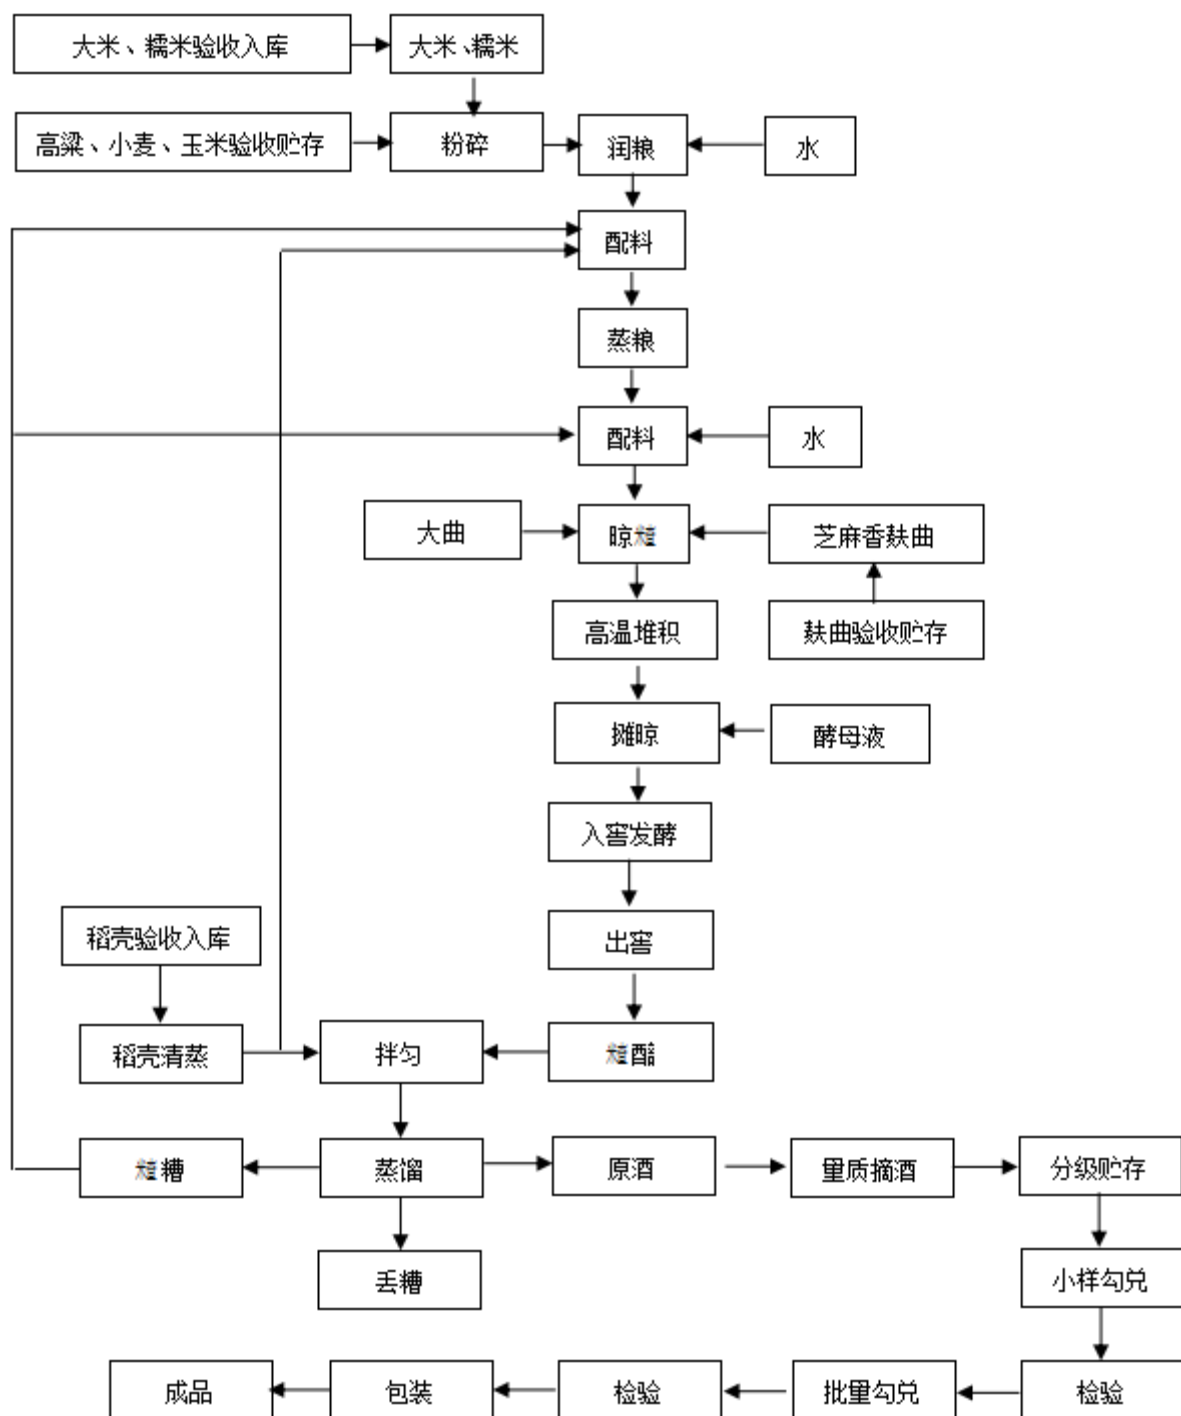 大米、糯米验收入库
大米、糯米
高粱、小麦、玉米验收贮存
粉碎
润粮
水
配料
蒸粮
配料
水
大曲
晾
芝麻香麸曲
高温堆积
麸曲验收贮存
摊晾
酵母液
入窖发酵
稻壳验收入库
出窖
稻壳清蒸
拌匀
醅
糟
蒸馏
原酒
量质摘酒
分级贮存
丢糟
小样勾兑
成品
包装
检验
批量勾兑
检验